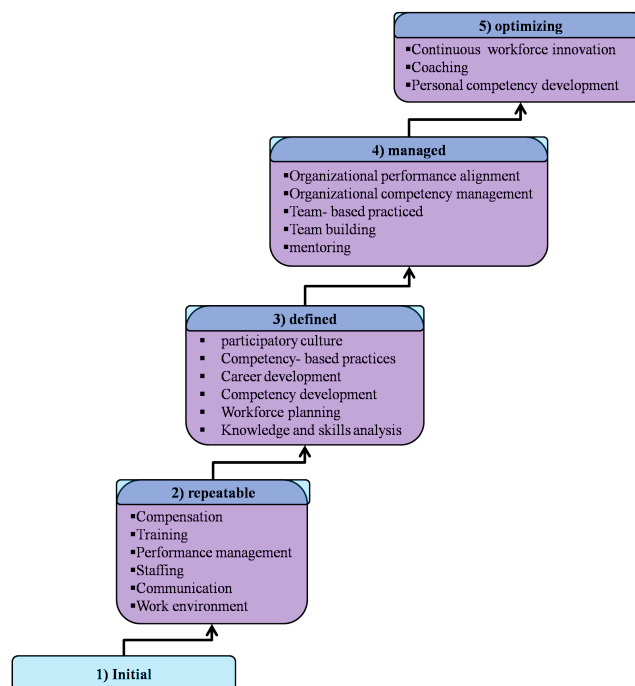 5) optimizing
▪Continuous workforce innovation
▪Coaching
▪Personal competency development
4) managed
▪Organizational performance alignment
▪Organizational competency management
▪Team- based practiced
▪Team building
▪mentoring
3) defined
▪ participatory culture
▪ Competency- based practices
▪ Career development
▪ Competency development
▪ Workforce planning
▪ Knowledge and skills analysis
2) repeatable
▪Compensation
▪Training
▪Performance management
▪Staffing
▪Communication
▪Work environment
1) Initial